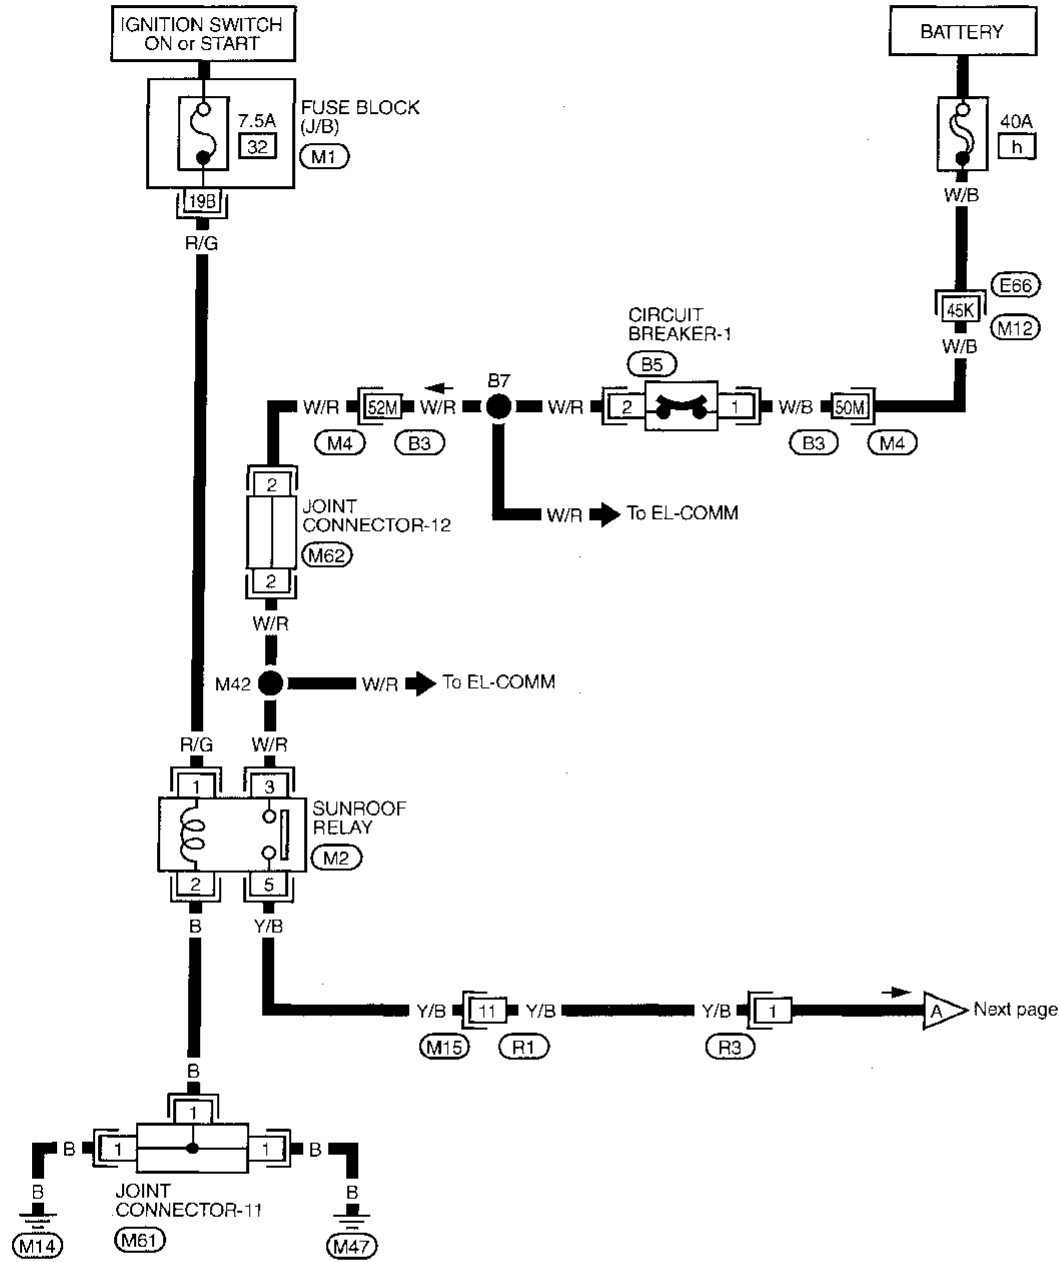 IGNITION SWITCH
ON or START
BATTERY
7.5A
32
FUSE BLOCK
(J/B)
M1
40A
h
19B
R/G
W/B
E66
45K
M12
W/B
CIRCUIT
BREAKER-1
B5
B7
W/R
52M
W/R
W/R
2
1
W/B
50M
M4
B3
B3
M4
2
JOINT
CONNECTOR-12
M62
2
W/R
To EL-COMM
W/R
M42
W/R
To EL-COMM
R/G
W/R
1
3
SUNROOF
RELAY
M2
2
5
B
Y/B
Y/B
11
Y/B
Y/B
1
A
Next page
M15
R1
R3
B
1
B
1
1
B
B
JOINT
CONNECTOR-11
B
M14
M61
M47